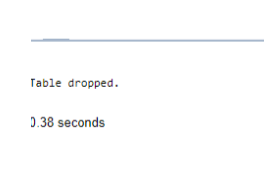 Table dropped.
0.38 seconds